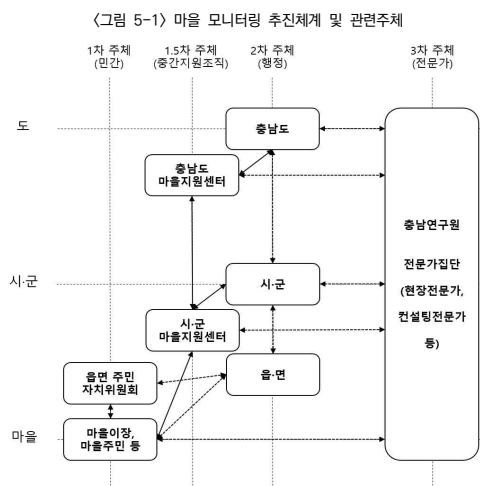 〈그림 5-1〉 마을 모니터링 추진체계 및 관련주체
1차 주체
(민간)
1.5차 주체
(중간지원조직)
2차 주체
(행정)
3차 주체
(전문가)
도
충남도
충남도
마을지원센터
충남연구원
전문가집단
(현장전문가,
컨설팅전문가
등)
시·군
시·군
시·군
마을지원센터
읍·면
읍면 주민
자치위원회
마을
마을이장,
마을주민 등